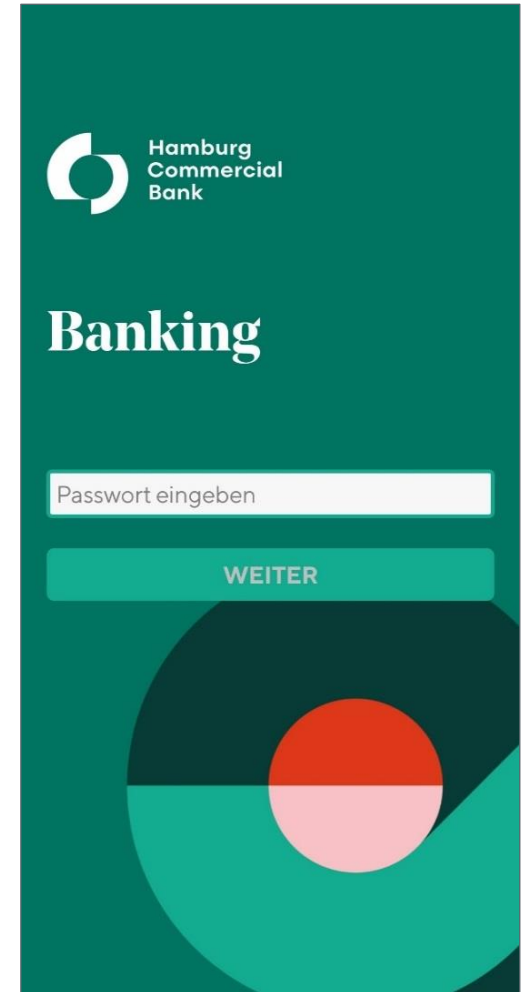 Hamburg
Commercial
Bank
Banking
Passwort eingeben
WEITER